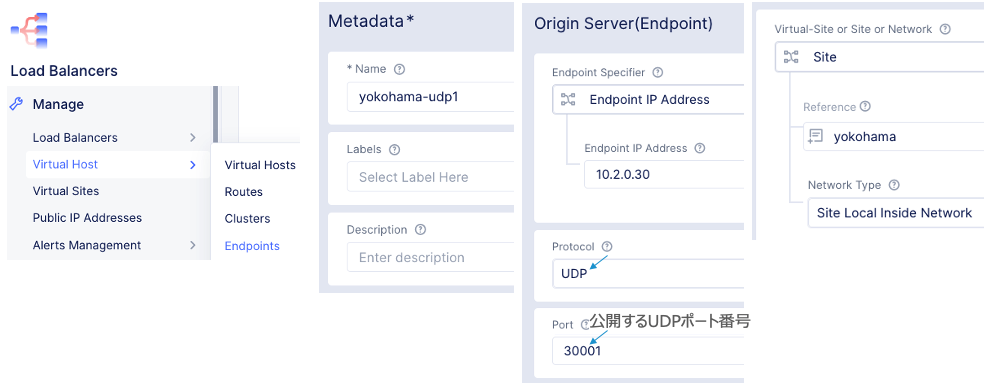 Load Balancers
Manage
Load Balancers
Virtual Host
Virtual Sites
Public IP Addresses
Alerts Management
Virtual Hosts
Routes
Clusters
Endpoints
Metadata*
* Name
yokohama-udp1
Labels
Select Label Here
Description
Enter description
Origin Server(Endpoint)
Endpoint Specifier
Endpoint IP Address
Endpoint IP Address
10.2.0.30
Protocol
UDP
Port 公開するUDPポート番号
30001
Virtual-Site or Site or Network
Site
Reference
yokohama
Network Type
Site Local Inside Network